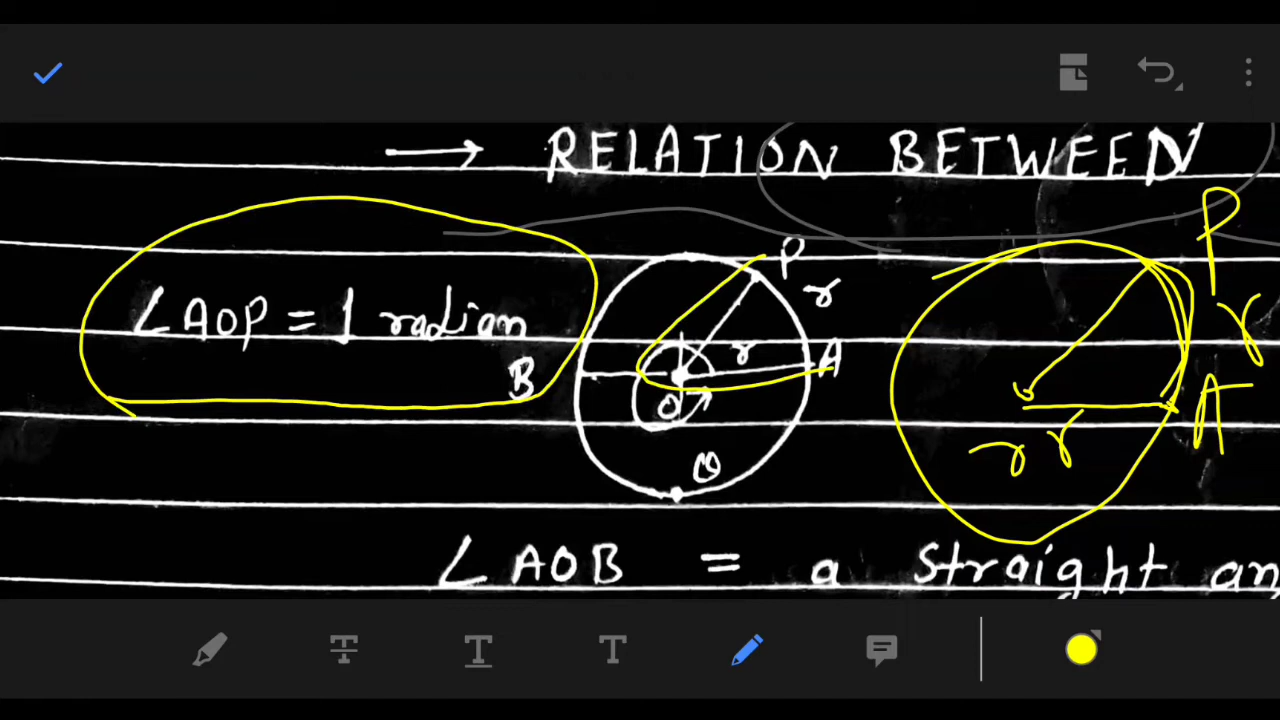 → RELATION BETWEEN
P
P
r
r
∠AOP = 1 radian
r
A
B
A
O
r r
Q
∠AOB = a straight an